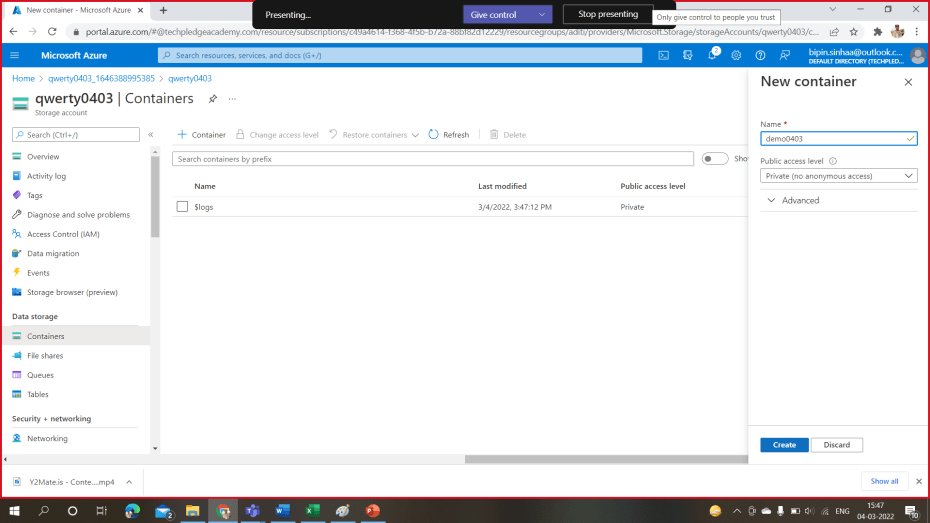 New container - Microsoft Azure
Presenting...
Give control
Stop presenting
Only give control to people you trust
portal.azure.com/#@techpledgeacademy.com/resource/subscriptions/c49a4614-f368-4f5b-b72a-88bf82d12229/resourcegroups/aditi/providers/Microsoft.Storage/storageAccounts/qwerty0403/c...
Microsoft Azure
Search resources, services, and docs (G+/)
2
bipin.sinhaa@outlook.c...
DEFAULT DIRECTORY (TECHPLED...
Home > qwerty0403_1646388995385 > qwerty0403
qwerty0403 | Containers
...
Storage account
Search (Ctrl+/)
Overview
Activity log
Tags
Diagnose and solve problems
Access Control (IAM)
Data migration
Events
Storage browser (preview)
Data storage
Containers
File shares
Queues
Tables
Security + networking
Networking
Container
Change access level
Restore containers
Refresh
Delete
Search containers by prefix
Name
Last modified
Public access level
$logs
3/4/2022, 3:47:12 PM
Private
New container
Name *
demo0403
Public access level
Private (no anonymous access)
Advanced
Create
Discard
Y2Mate.is - Conte....mp4
Show all
2
ENG
15:47
04-03-2022
10